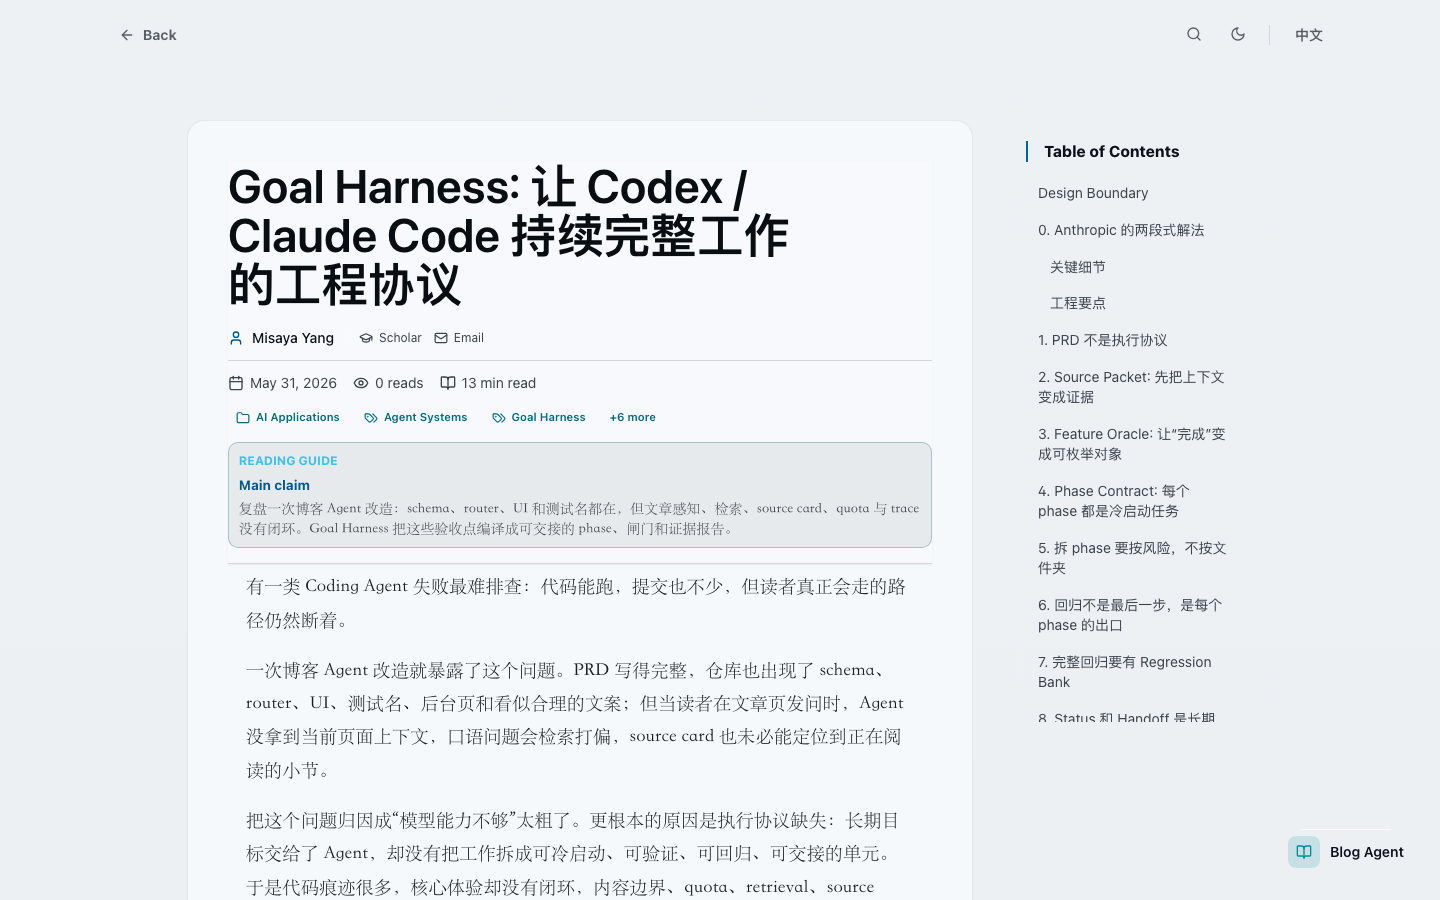 Back
中文
Goal Harness: 让 Codex /
Claude Code 持续完整工作
的工程协议
Misaya Yang Scholar Email
May 31, 2026 0 reads 13 min read
AI Applications Agent Systems Goal Harness +6 more
READING GUIDE
Main claim
复盘一次博客 Agent 改造：schema、router、UI 和测试名都在，但文章感知、检索、source card、quota 与 trace
没有闭环。Goal Harness 把这些验收点编译成可交接的 phase、闸门和证据报告。
有一类 Coding Agent 失败最难排查：代码能跑，提交也不少，但读者真正会走的路
径仍然断着。
一次博客 Agent 改造就暴露了这个问题。PRD 写得完整，仓库也出现了 schema、
router、UI、测试名、后台页和看似合理的文案；但当读者在文章页发问时，Agent
没拿到当前页面上下文，口语问题会检索打偏，source card 也未必能定位到正在阅
读的小节。
把这个问题归因成“模型能力不够”太粗了。更根本的原因是执行协议缺失：长期目
标交给了 Agent，却没有把工作拆成可冷启动、可验证、可回归、可交接的单元。
于是代码痕迹很多，核心体验却没有闭环，内容边界、quota、retrieval、source
Table of Contents
Design Boundary
0. Anthropic 的两段式解法
关键细节
工程要点
1. PRD 不是执行协议
2. Source Packet: 先把上下文
变成证据
3. Feature Oracle: 让“完成”变
成可枚举对象
4. Phase Contract: 每个
phase 都是冷启动任务
5. 拆 phase 要按风险，不按文
件夹
6. 回归不是最后一步，是每个
phase 的出口
7. 完整回归要有 Regression
Bank
8. Status 和 Handoff 是长期
Blog Agent